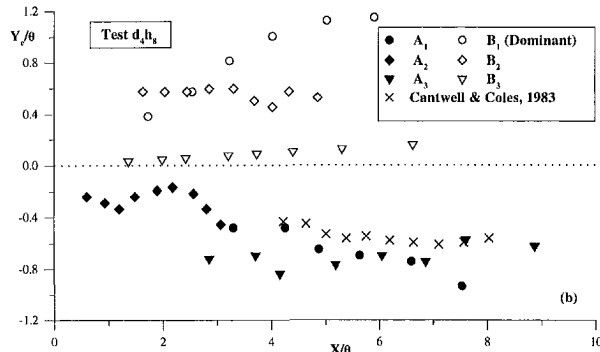 1.2
Y_c/θ
Test d₄h₈
A₁ B₁ (Dominant)
A₂ B₂
A₃ B₃
Cantwell & Coles, 1983
0.8
0.4
0.0
-0.4
-0.8
-1.2
(b)
0 2 4 6 8 10
X/θ